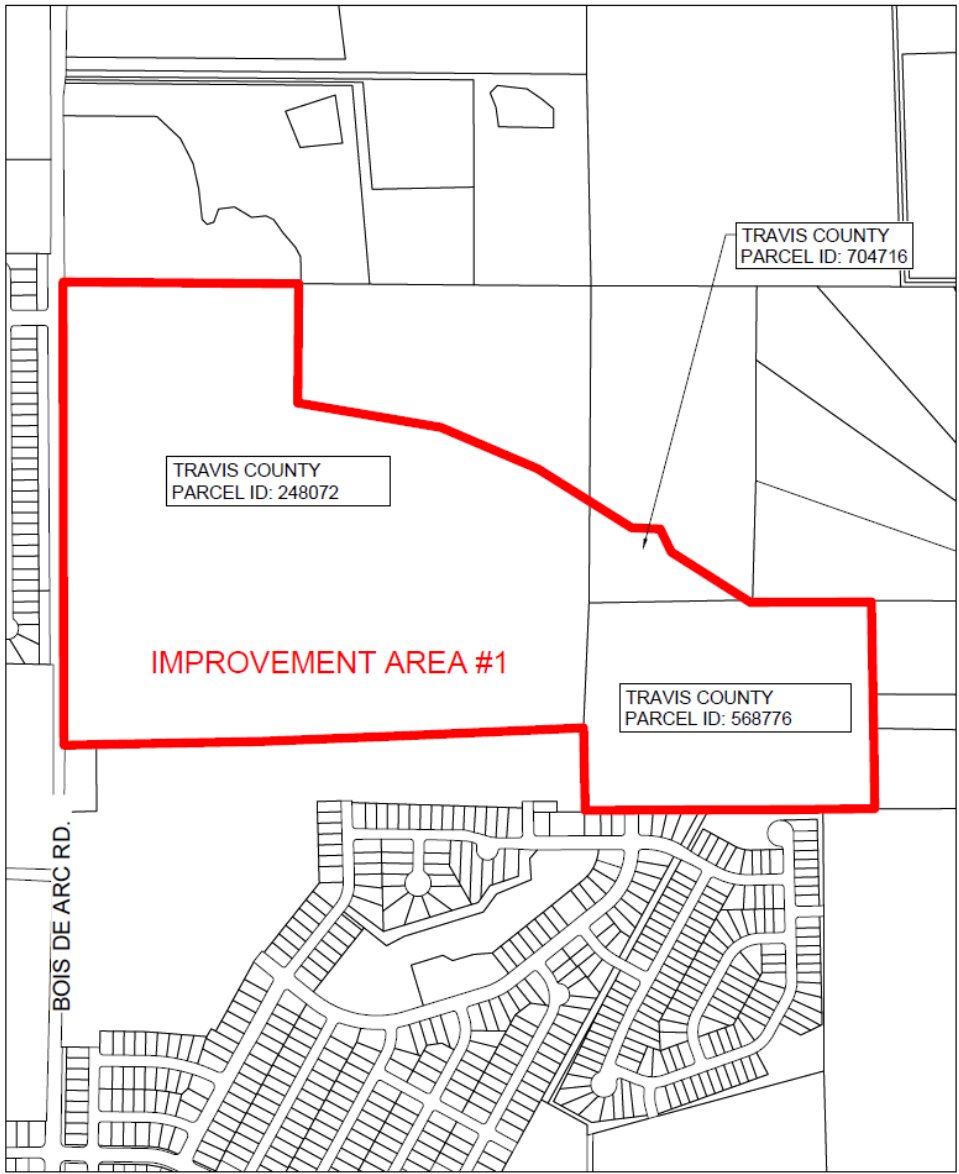 TRAVIS COUNTY
PARCEL ID: 704716
TRAVIS COUNTY
PARCEL ID: 248072
IMPROVEMENT AREA #1
TRAVIS COUNTY
PARCEL ID: 568776
BOIS DE ARC RD.